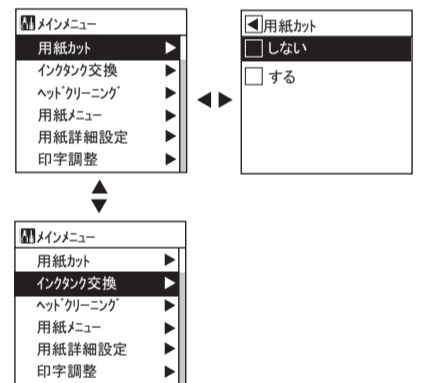 メインメニュー
用紙カット
インクタンク交換
ヘッドクリーニング
用紙メニュー
用紙詳細設定
印字調整
用紙カット
しない
する
メインメニュー
用紙カット
インクタンク交換
ヘッドクリーニング
用紙メニュー
用紙詳細設定
印字調整